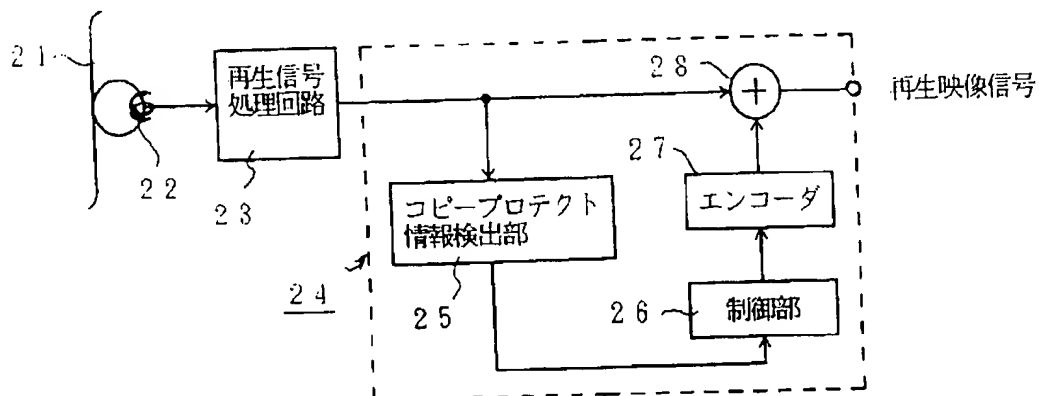 21
再生信号
処理回路
28
再生映像信号
22
23
27
エンコーダ
コピープロテクト
情報検出部
24
25
26
制御部